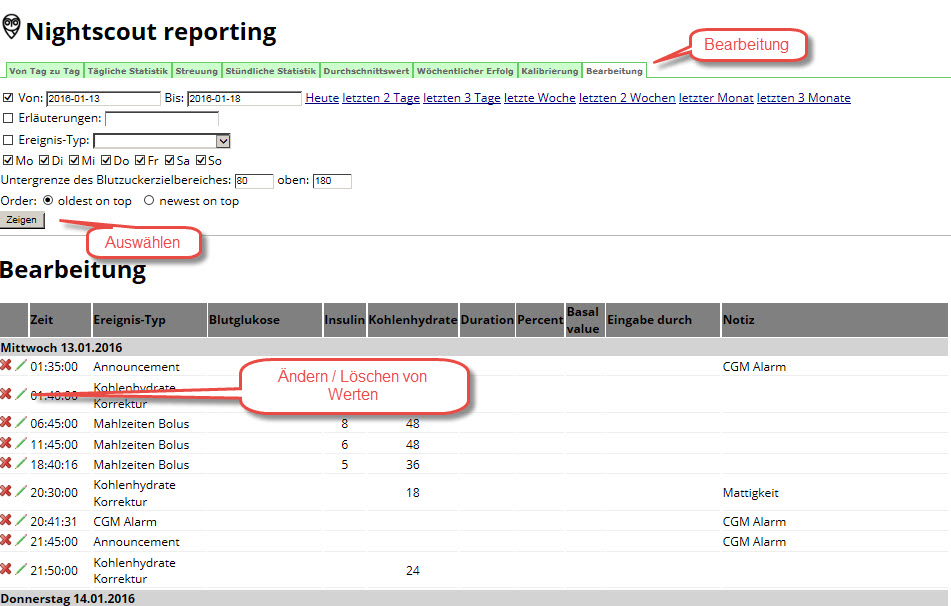 Nightscout reporting
Bearbeitung
Von Tag zu Tag Tägliche Statistik Streuung Stündliche Statistik Durchschnittswert Wöchentlicher Erfolg Kalibrierung Bearbeitung
Von: 2016-01-13 Bis: 2016-01-18 Heute letzten 2 Tage letzten 3 Tage letzte Woche letzten 2 Wochen letzter Monat letzten 3 Monate
Erläuterungen:
Ereignis-Typ:
Mo Di Mi Do Fr Sa So
Untergrenze des Blutzuckerzielbereiches: 80 oben: 180
Order: oldest on top newest on top
Zeigen
Auswählen
Bearbeitung
Zeit Ereignis-Typ Blutglukose Insulin Kohlenhydrate Duration Percent Basal value Eingabe durch Notiz
Mittwoch 13.01.2016
01:35:00 Announcement CGM Alarm
Ändern / Löschen von
Werten
01:40:00 Kohlenhydrate
Korrektur
06:45:00 Mahlzeiten Bolus 8 48
11:45:00 Mahlzeiten Bolus 6 48
18:40:16 Mahlzeiten Bolus 5 36
20:30:00 Kohlenhydrate
Korrektur 18 Mattigkeit
20:41:31 CGM Alarm CGM Alarm
21:45:00 Announcement CGM Alarm
21:50:00 Kohlenhydrate
Korrektur 24
Donnerstag 14.01.2016